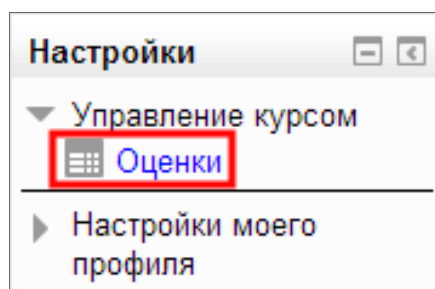 Настройки
Управление курсом
Оценки
Настройки моего
профиля